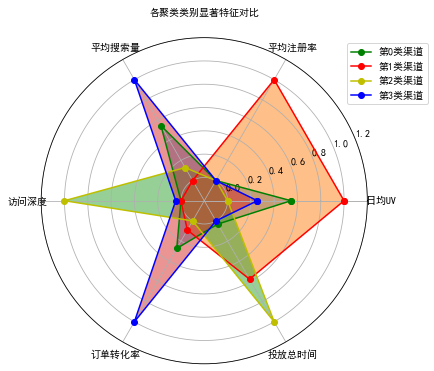 各聚类类别显著特征对比
平均搜索量
平均注册率
第0类渠道
第1类渠道
第2类渠道
第3类渠道
1.2
1.0
0.8
0.6
0.4
0.2
0.0
访问深度
日均UV
订单转化率
投放总时间